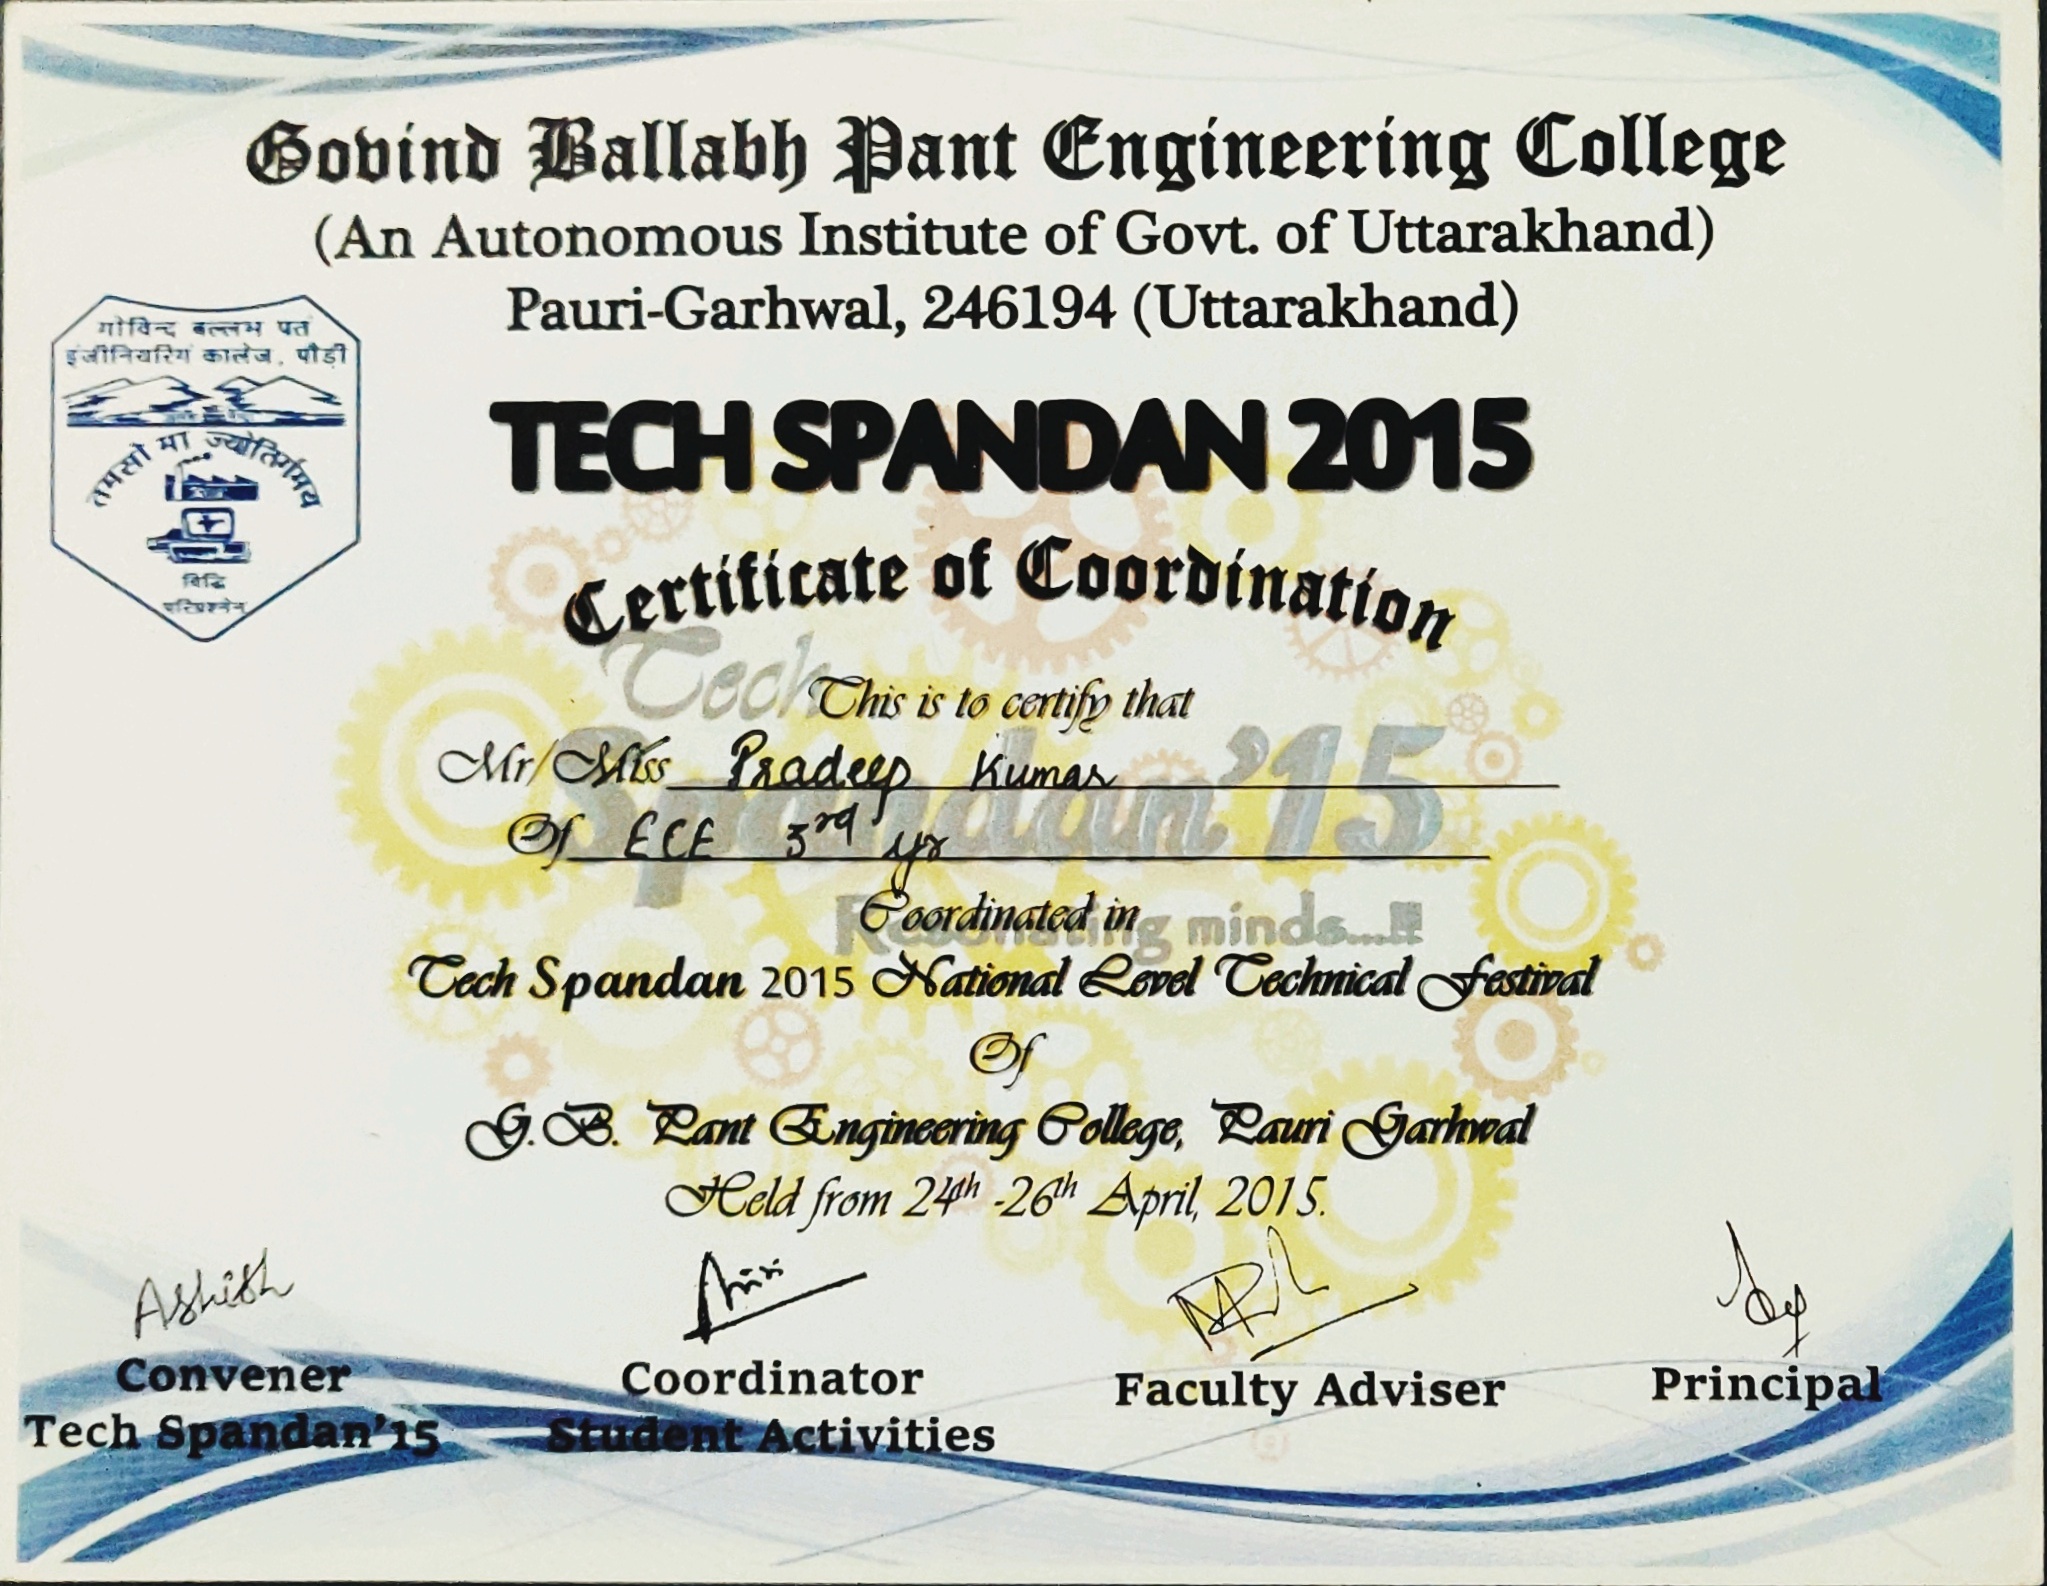 Govind Ballabh Pant Engineering College
(An Autonomous Institute of Govt. of Uttarakhand)
Pauri-Garhwal, 246194 (Uttarakhand)
गोविन्द बल्लभ पंत
इंजीनियरिंग कालेज, पौड़ी
तमसो मा ज्योतिर्गमय
विद्धि
परिप्रश्नेन
TECH SPANDAN 2015
Certificate of Coordination
Tech
Spandan'15
Resonating minds...!!
This is to certify that
Mr/Miss Pradeep Kumar
Of ECE 3rd yr
Coordinated in
Tech Spandan 2015 National Level Technical Festival
Of
G.B. Pant Engineering College, Pauri Garhwal
Held from 24th -26th April, 2015.
Ashish
Convener
Tech Spandan'15
Coordinator
Student Activities
Faculty Adviser
Principal